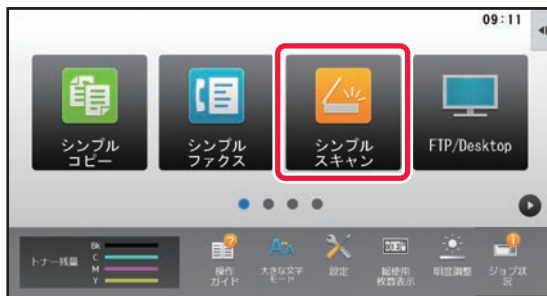 09:11
シンプル
コピー
シンプル
ファクス
シンプル
スキャン
FTP/Desktop
トナー残量
Bk
C
M
Y
操作
ガイド
大きな文字
モード
設定
総使用
枚数表示
明度調整
ジョブ状
況